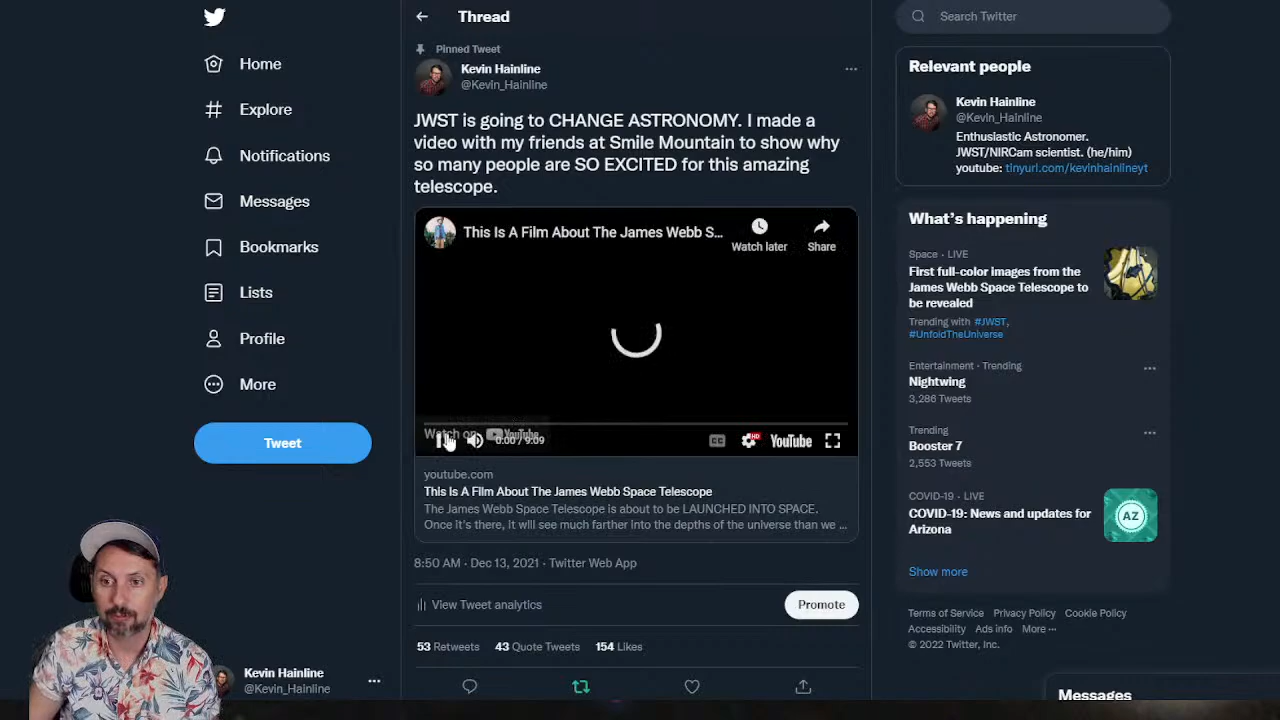 Home
Explore
Notifications
Messages
Bookmarks
Lists
Profile
More
Tweet
Kevin Hainline
@Kevin_Hainline
Thread
Pinned Tweet
Kevin Hainline
@Kevin_Hainline
JWST is going to CHANGE ASTRONOMY. I made a
video with my friends at Smile Mountain to show why
so many people are SO EXCITED for this amazing
telescope.
This Is A Film About The James Webb S...
Watch later
Share
Watch on YouTube
0:00 / 9:09
CC
HD
YouTube
youtube.com
This Is A Film About The James Webb Space Telescope
The James Webb Space Telescope is about to be LAUNCHED INTO SPACE.
Once it's there, it will see much farther into the depths of the universe than we ...
8:50 AM · Dec 13, 2021 · Twitter Web App
View Tweet analytics
Promote
53 Retweets 43 Quote Tweets 154 Likes
Search Twitter
Relevant people
Kevin Hainline
@Kevin_Hainline
Enthusiastic Astronomer.
JWST/NIRCam scientist. (he/him)
youtube: tinyurl.com/kevinhainlineyt
What's happening
Space · LIVE
First full-color images from the
James Webb Space Telescope to
be revealed
Trending with #JWST,
#UnfoldTheUniverse
Entertainment · Trending
Nightwing
3,286 Tweets
Trending
Booster 7
2,553 Tweets
COVID-19 · LIVE
COVID-19: News and updates for
Arizona
AZ
Show more
Terms of Service Privacy Policy Cookie Policy
Accessibility Ads info More ···
© 2022 Twitter, Inc.
Messages